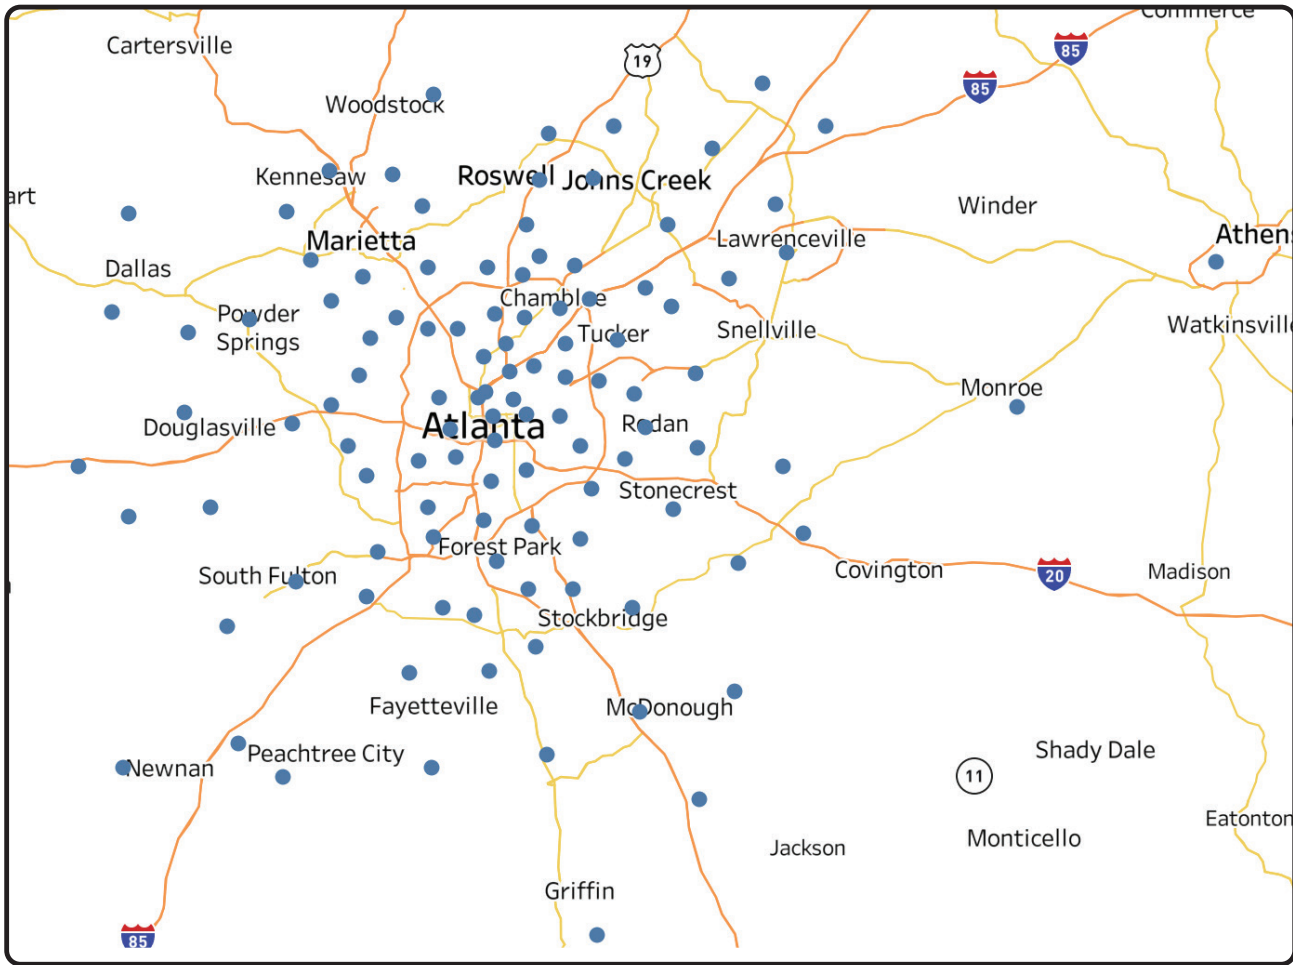 Commerce
Cartersville
19
85
85
Woodstock
Kennesaw
Roswell
Johns Creek
art
Winder
Marietta
Lawrenceville
Athens
Dallas
Chamblee
Powder
Springs
Tucker
Snellville
Watkinsville
Monroe
Douglasville
Atlanta
Redan
Stonecrest
Forest Park
South Fulton
Covington
20
Madison
Stockbridge
Fayetteville
McDonough
Peachtree City
Newnan
Shady Dale
11
Eatonton
Monticello
Jackson
Griffin
85